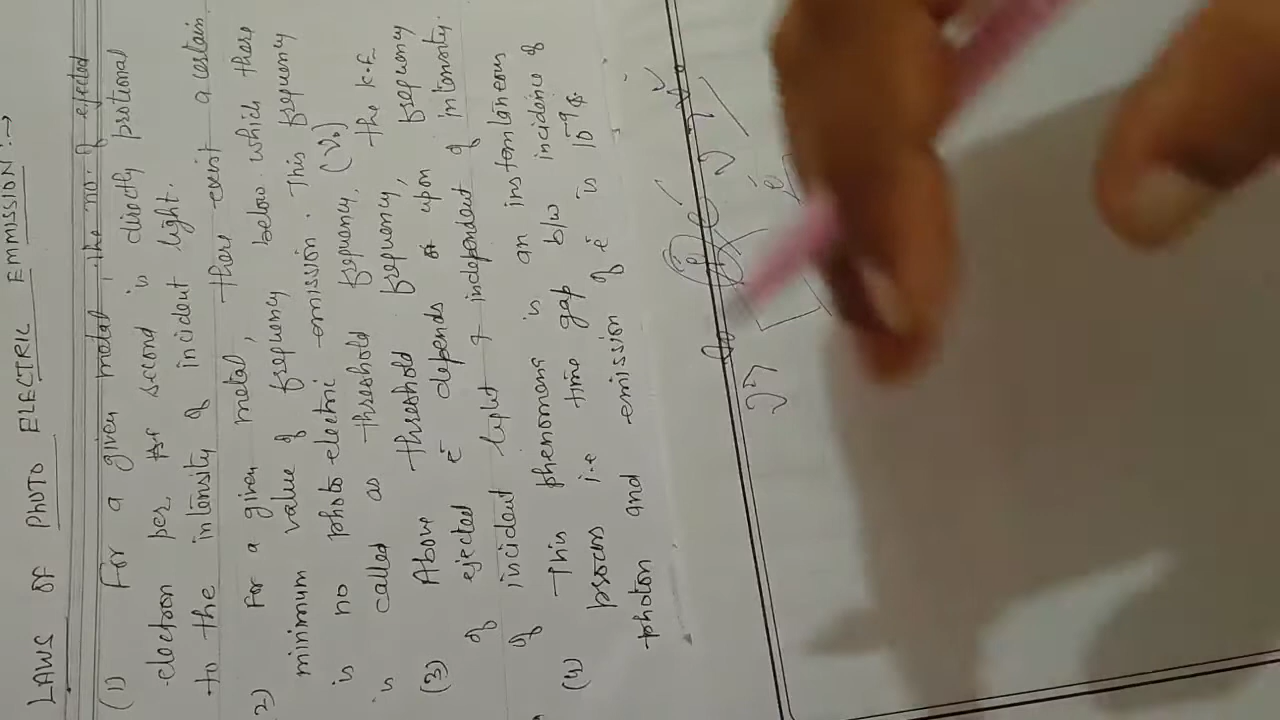 LAWS OF PHOTO ELECTRIC EMMISSION :→
(1) For a given metal, the no. of ejected
electron per second is directly protional
to the intensity of incident light.
2) For a given metal, there exist a certain
minimum value of frequency below which there
is no photo electric emission. This frequency
is called as threshold frequency. (ν₀)
(3) Above threshold frequency, the K.E
of ejected e⁻ depends upon frequency
of incident light & independent of intensity.
(4) This phenomena is an instantaneous
process i.e time gap b/w incidence of
photon and emission of e⁻ is 10⁻⁹ s.